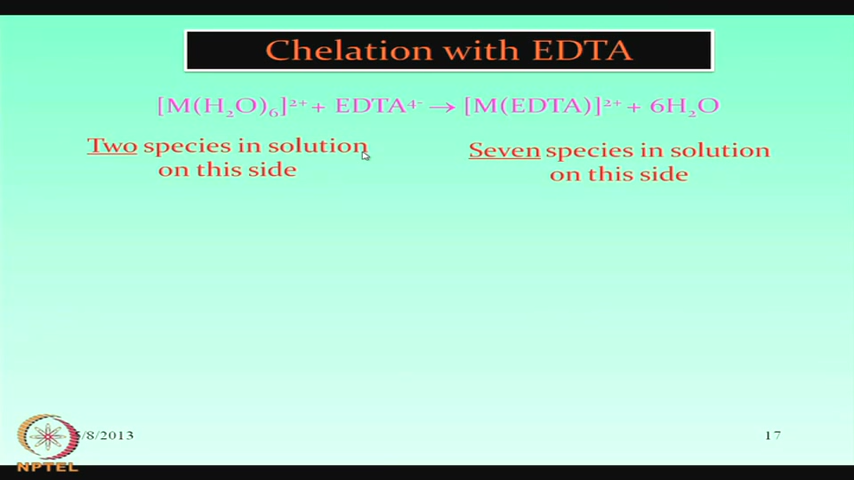 Chelation with EDTA
[M(H₂O)₆]²⁺ + EDTA⁴⁻ → [M(EDTA)]²⁺ + 6H₂O
Two species in solution
on this side
Seven species in solution
on this side
5/8/2013
17
NPTEL